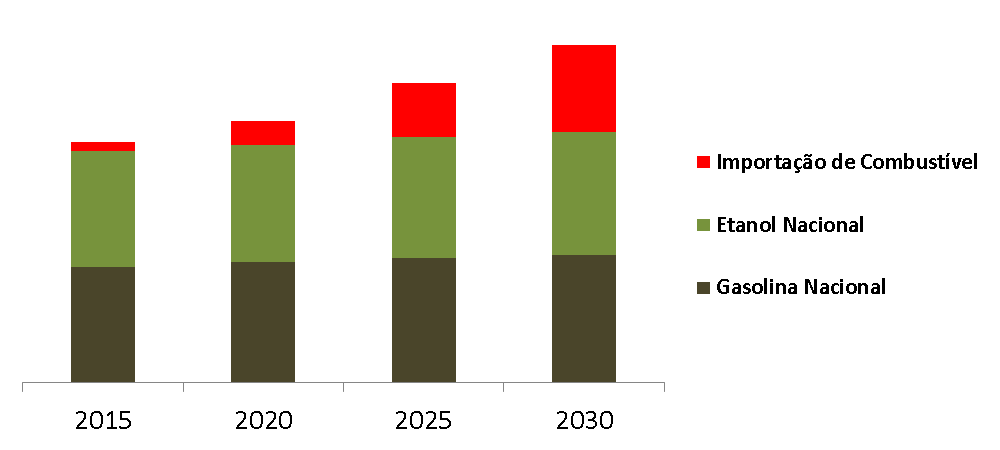 Importação de Combustível
Etanol Nacional
Gasolina Nacional
2015 2020 2025 2030